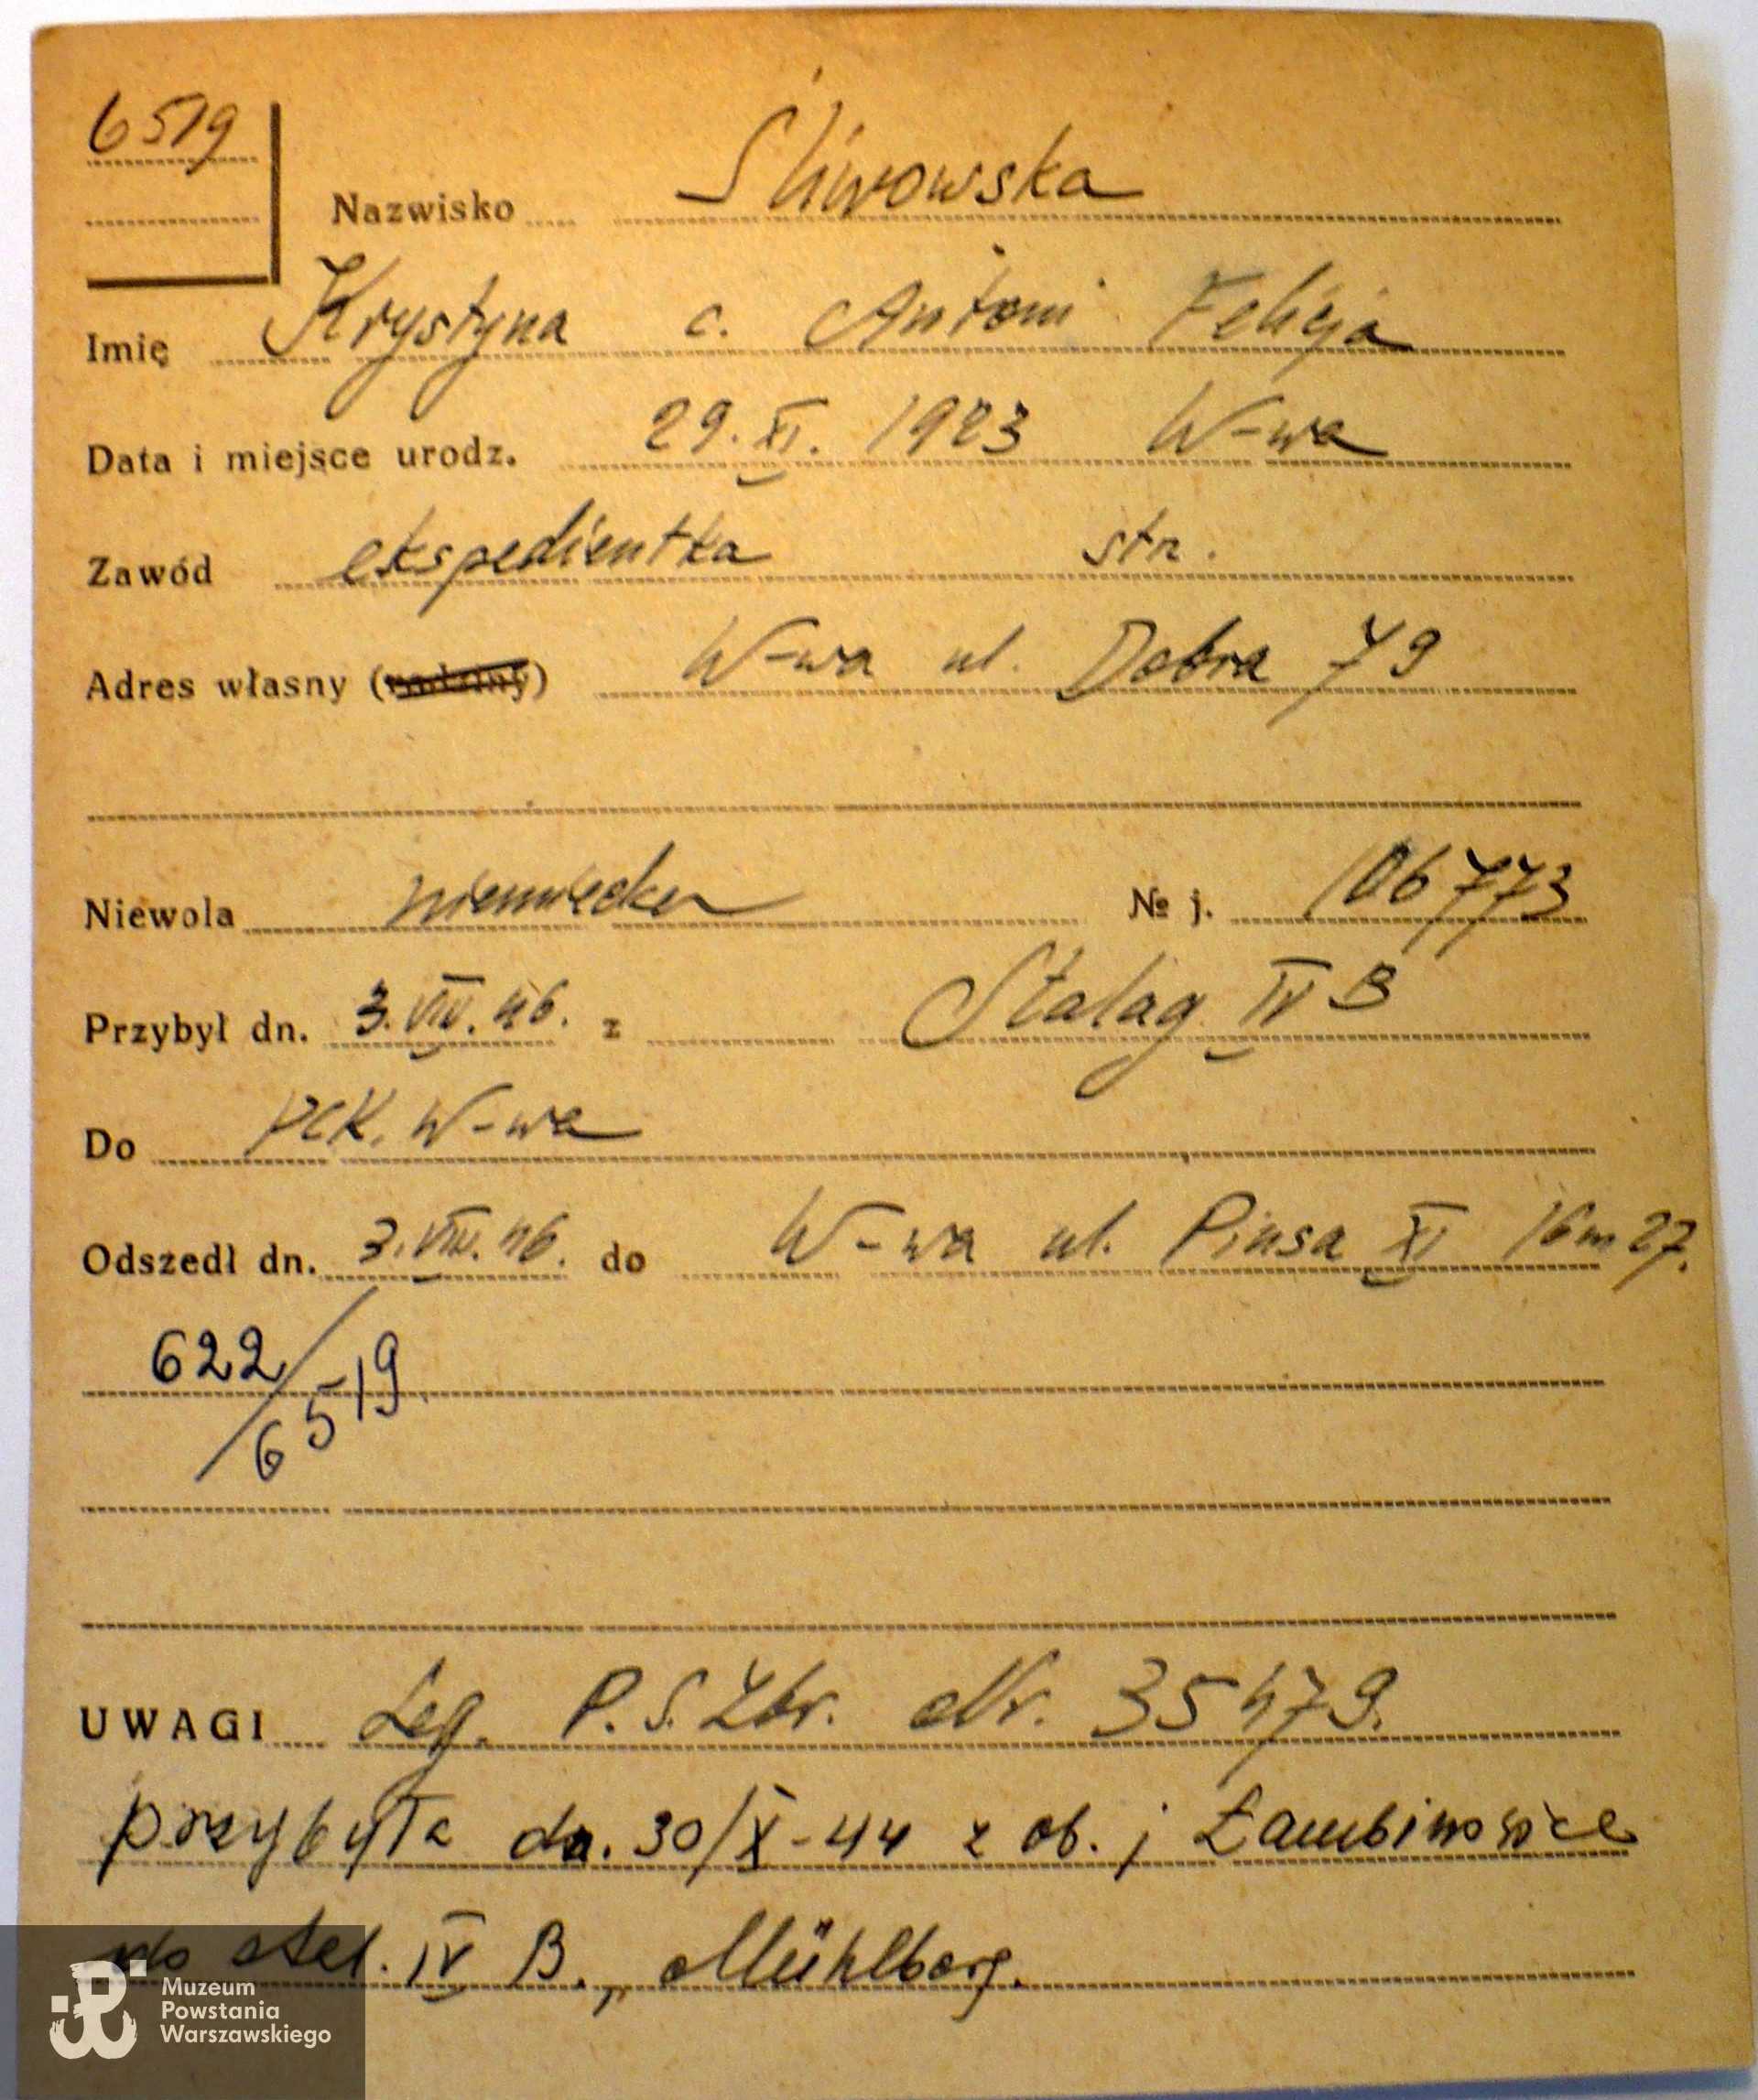 6519
Nazwisko Śliwowska
Imię Krystyna c. Antoni Felicja
Data i miejsce urodz. 29. XI. 1923 W-wa
Zawód ekspedientka str.
Adres własny (rodziny) W-wa ul. Dobra 79
Niewola niemiecka № j. 106773
Przybył dn. 3. VIII. 46. z Stalag IV B
Do PCK. W-wa
Odszedł dn. 3. VIII. 46. do W-wa ul. Piusa XI 16 m 27.
622/6519.
UWAGI Leg. P. S. Zbr. Nr. 35479.
przybyła dn. 30/X-44 z ob. j Łambinowice
do stal. IV B., Mühlberg.
Muzeum
Powstania
Warszawskiego